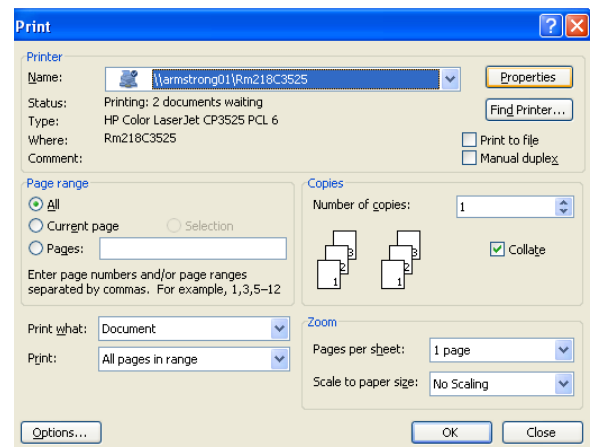 Print
Printer
Name: \\armstrong01\Rm218C3525 Properties
Status: Printing: 2 documents waiting Find Printer...
Type: HP Color LaserJet CP3525 PCL 6
Where: Rm218C3525 Print to file
Comment: Manual duplex
Page range
All
Current page Selection
Pages:
Enter page numbers and/or page ranges
separated by commas. For example, 1,3,5–12
Copies
Number of copies: 1
1 2 3 1 2 3 Collate
Print what: Document
Print: All pages in range
Zoom
Pages per sheet: 1 page
Scale to paper size: No Scaling
Options... OK Close